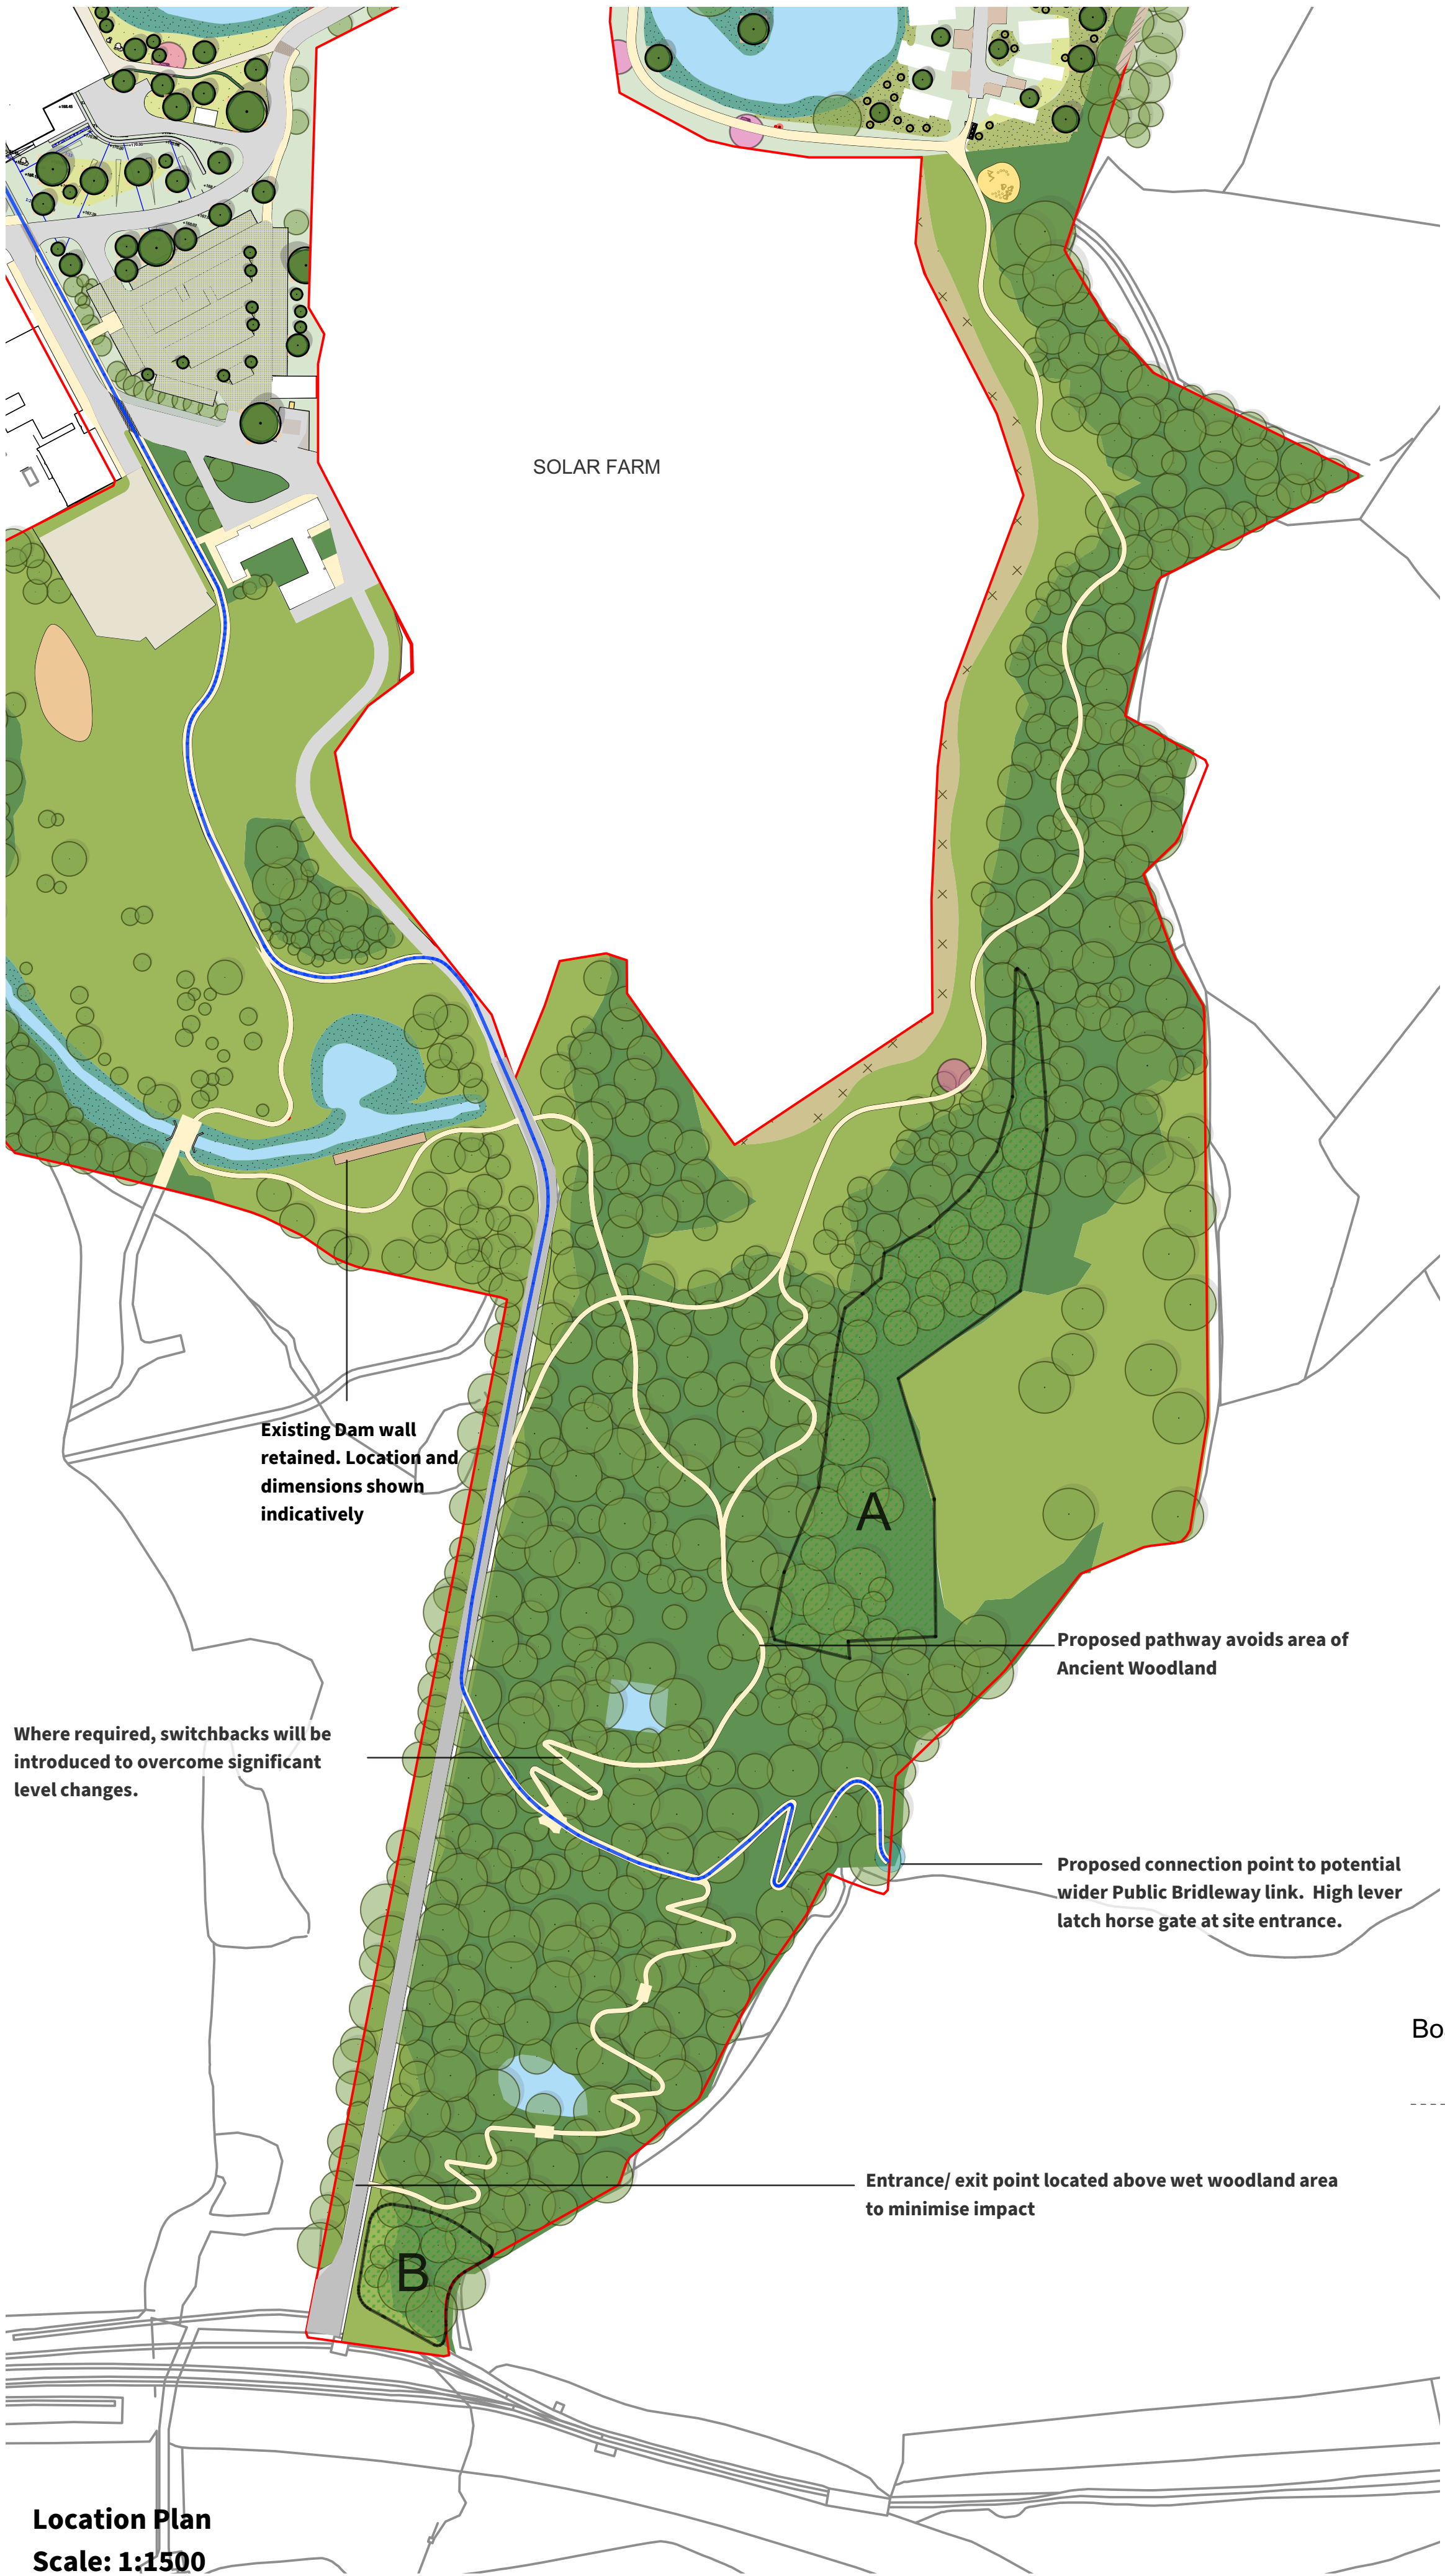 SOLAR FARM
Existing Dam wall
retained. Location and
dimensions shown
indicatively
A
Proposed pathway avoids area of
Ancient Woodland
Where required, switchbacks will be
introduced to overcome significant
level changes.
Proposed connection point to potential
wider Public Bridleway link.  High lever
latch horse gate at site entrance.
Bo
Entrance/ exit point located above wet woodland area
to minimise impact
B
Location Plan
Scale: 1:1500